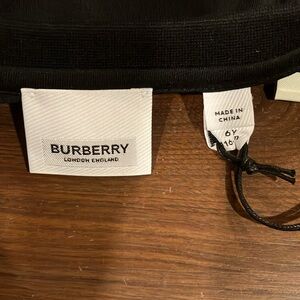 BURBERRY
LONDON ENGLAND
MADE IN
CHINA
6Y